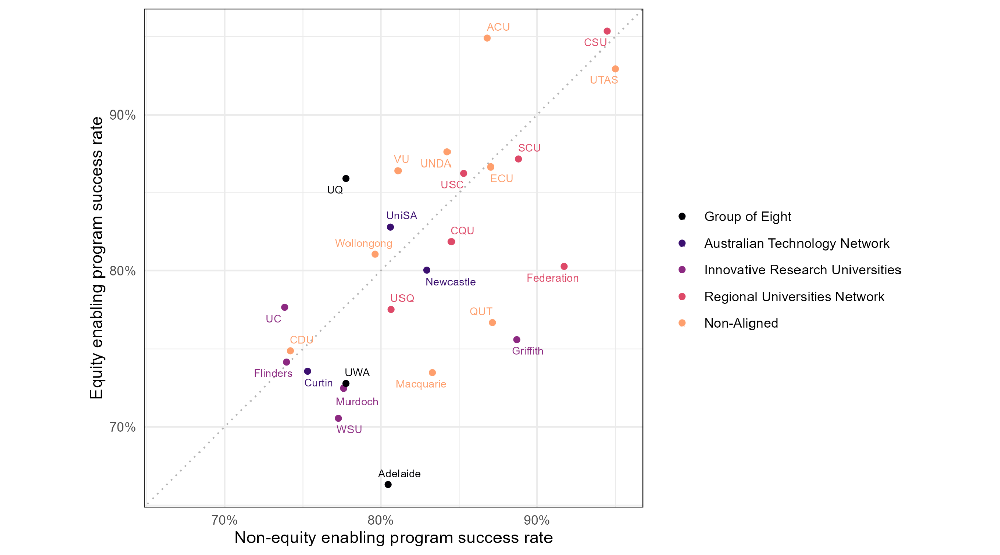 Equity enabling program success rate
90%
80%
70%
ACU
CSU
UTAS
SCU
VU
UNDA
ECU
USC
UQ
UniSA
CQU
Wollongong
Federation
Newcastle
USQ
QUT
UC
CDU
Griffith
Flinders
UWA
Curtin
Macquarie
Murdoch
WSU
Adelaide
70%
80%
90%
Non-equity enabling program success rate
Group of Eight
Australian Technology Network
Innovative Research Universities
Regional Universities Network
Non-Aligned